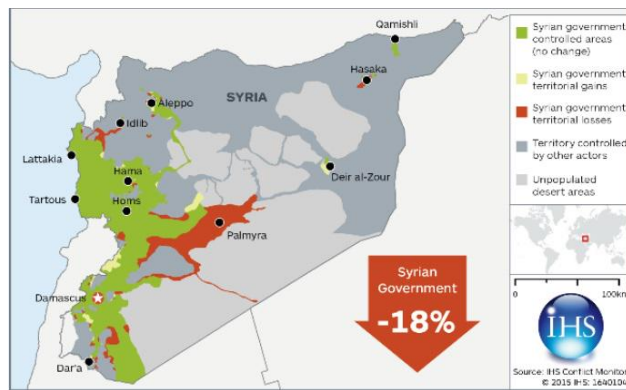 Qamishli
Hasaka
SYRIA
Aleppo
Idlib
Lattakia
Hama
Deir al-Zour
Tartous
Homs
Palmyra
Damascus
Dar'a
Syrian
Government
-18%
Syrian government
controlled areas
(no change)
Syrian government
territorial gains
Syrian government
territorial losses
Territory controlled
by other actors
Unpopulated
desert areas
0 100km
IHS
Source: IHS Conflict Monitor
© 2015 IHS: 1640104